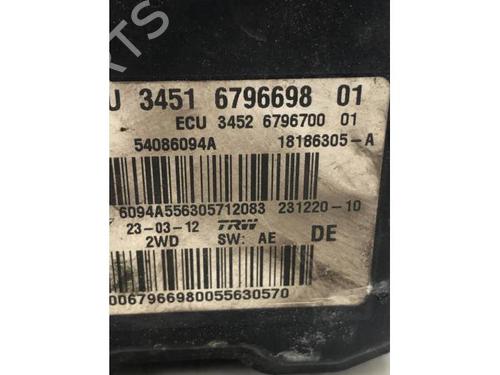 U 3451 6796698 01
ECU 3452 6796700 01
54086094A 18186305-A
6094A556305712083 231220-10
23-03-12 TRW DE
2WD SW: AE
0067966980055630570